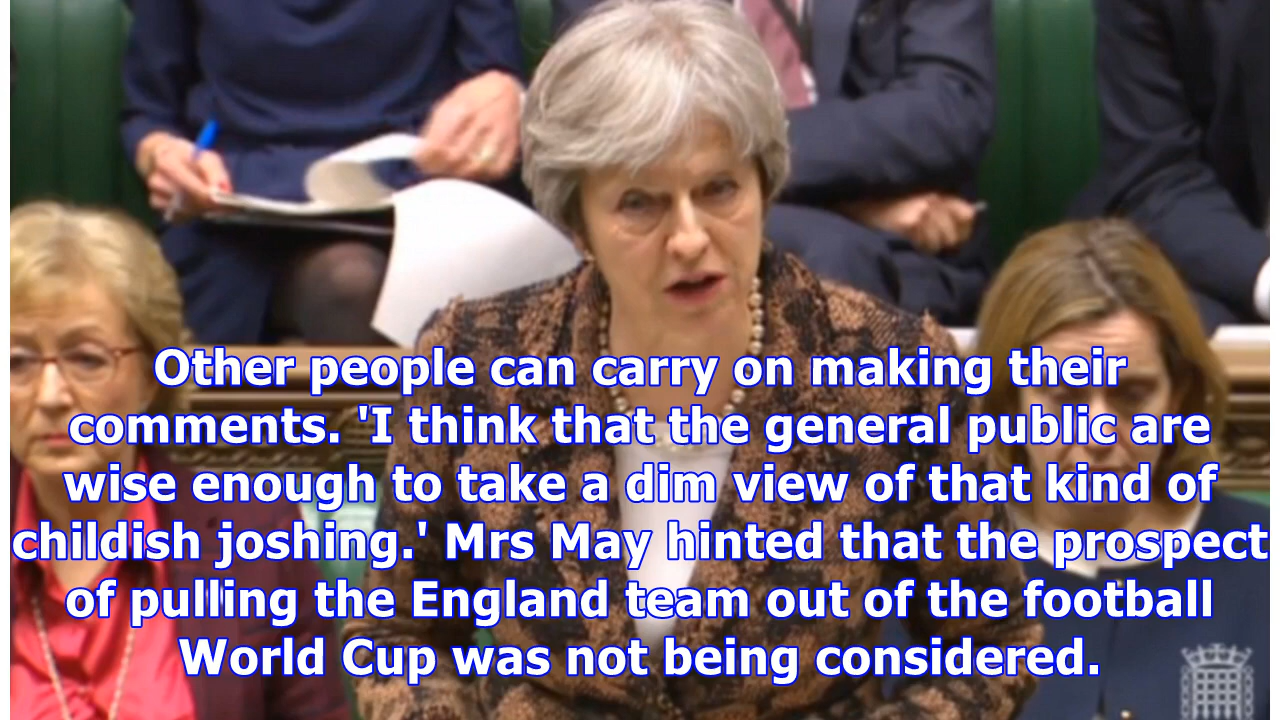 Other people can carry on making their
comments. 'I think that the general public are
wise enough to take a dim view of that kind of
childish joshing.' Mrs May hinted that the prospect
of pulling the England team out of the football
World Cup was not being considered.